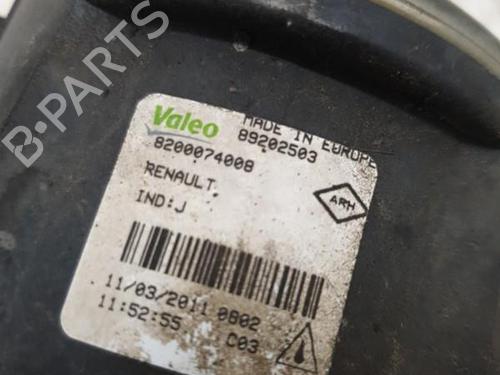 B-PARTS
Valeo MADE IN EUROPE
89202503
8200074008
RENAULT
IND:J
ARH
11/03/2011 0802
11:52:55 C03